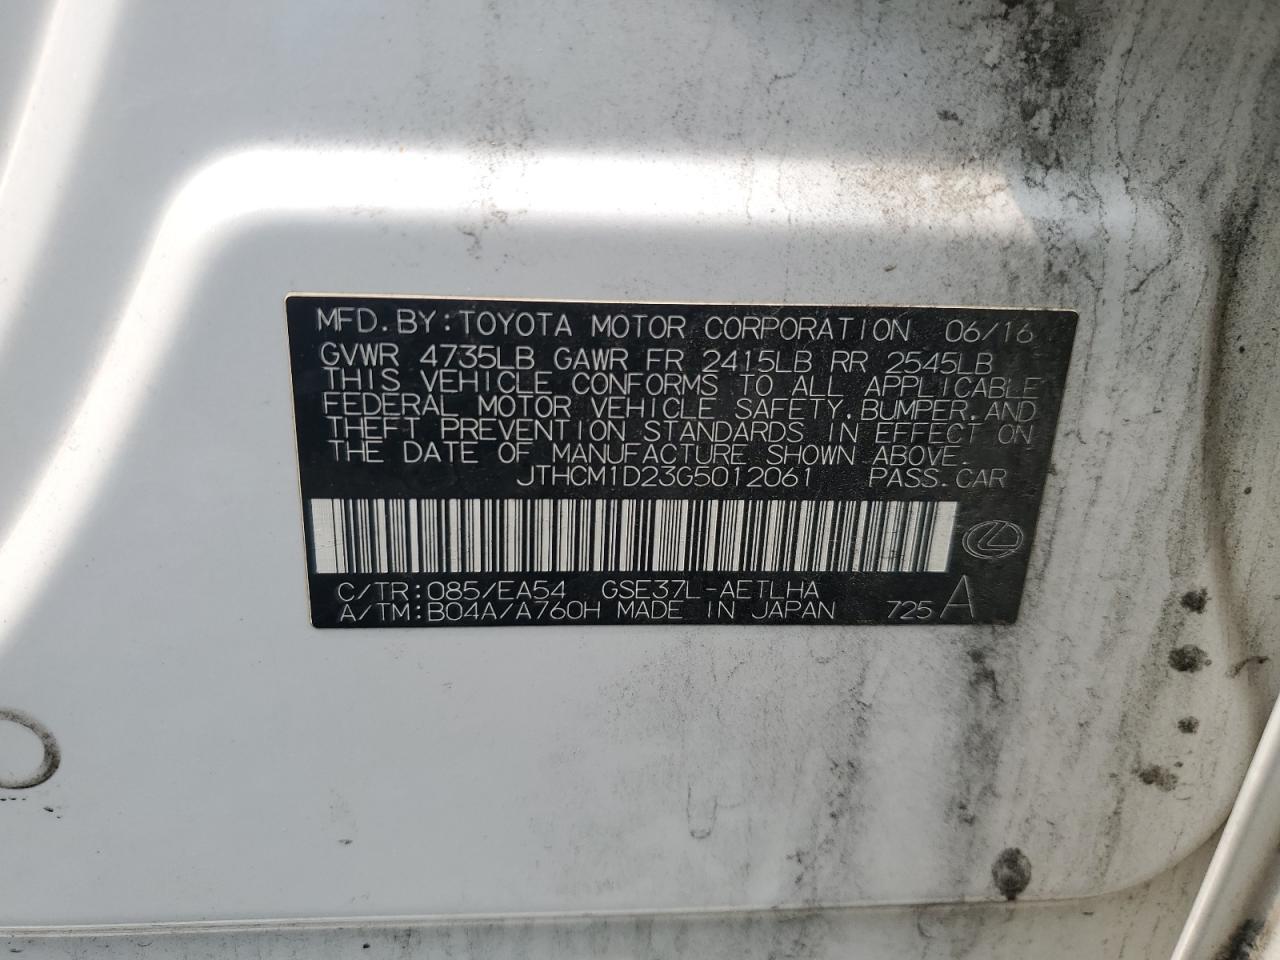 MFD. BY: TOYOTA MOTOR CORPORATION 06/16
GVWR 4735LB GAWR FR 2415LB RR 2545LB
THIS VEHICLE CONFORMS TO ALL APPLICABLE
FEDERAL MOTOR VEHICLE SAFETY, BUMPER, AND
THEFT PREVENTION STANDARDS IN EFFECT ON
THE DATE OF MANUFACTURE SHOWN ABOVE.
JTHCM1D23G5012061 PASS. CAR
C/TR: 085/EA54 GSE37L-AETLHA
A/TM: B04A/A760H MADE IN JAPAN 725 A